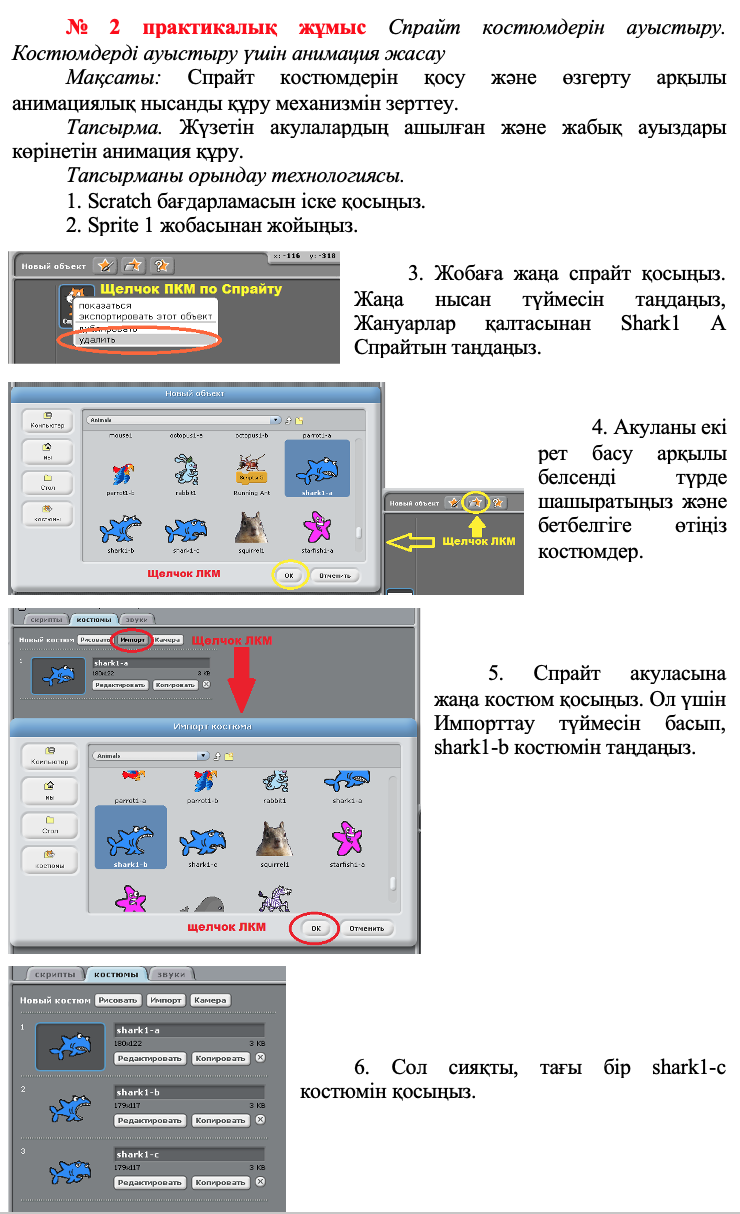 № 2 практикалық жұмыс Спрайт костюмдерін ауыстыру.
Костюмдерді ауыстыру үшін анимация жасау
Мақсаты: Спрайт костюмдерін қосу және өзгерту арқылы
анимациялық нысанды құру механизмін зерттеу.
Тапсырма. Жүзетін акулалардың ашылған және жабық ауыздары
көрінетін анимация құру.
Тапсырманы орындау технологиясы.
1. Scratch бағдарламасын іске қосыңыз.
2. Sprite 1 жобасынан жойыңыз.
x: -116 y: -318
Новый объект
Щелчок ПКМ по Спрайту
показаться
экспортировать этот объект
дублировать
удалить
3. Жобаға жаңа спрайт қосыңыз.
Жаңа нысан түймесін таңдаңыз,
Жануарлар қалтасынан Shark1 A
Спрайтын таңдаңыз.
Новый объект
Компьютер
ны
Стол
костюмы
Animals
mouse1 octopus1-a octopus1-b parrot1-a
Scripts
parrot1-b rabbit1 Running Ant shark1-a
shark1-b shark1-c squirrel1 starfish1-a
Щелчок ЛКМ
OK Отменить
Новый объект
Щелчок ЛКМ
4. Акуланы екі
рет басу арқылы
белсенді түрде
шашыратыңыз және
бетбелгіге өтіңіз
костюмдер.
скрипты костюмы звуки
Новый костюм Рисовать Импорт Камера
Щелчок ЛКМ
1 shark1-a
180x122 3 KB
Редактировать Копировать
Импорт костюма
Компьютер
ны
Стол
костюмы
Animals
parrot1-a parrot1-b rabbit1 shark1-a
shark1-b shark1-c squirrel1 starfish1-a
щелчок ЛКМ
OK Отменить
5. Спрайт акуласына
жаңа костюм қосыңыз. Ол үшін
Импорттау түймесін басып,
shark1-b костюмін таңдаңыз.
скрипты костюмы звуки
Новый костюм Рисовать Импорт Камера
1 shark1-a
180x122 3 KB
Редактировать Копировать
2 shark1-b
179x117 3 KB
Редактировать Копировать
3 shark1-c
179x117 3 KB
Редактировать Копировать
6. Сол сияқты, тағы бір shark1-c
костюмін қосыңыз.